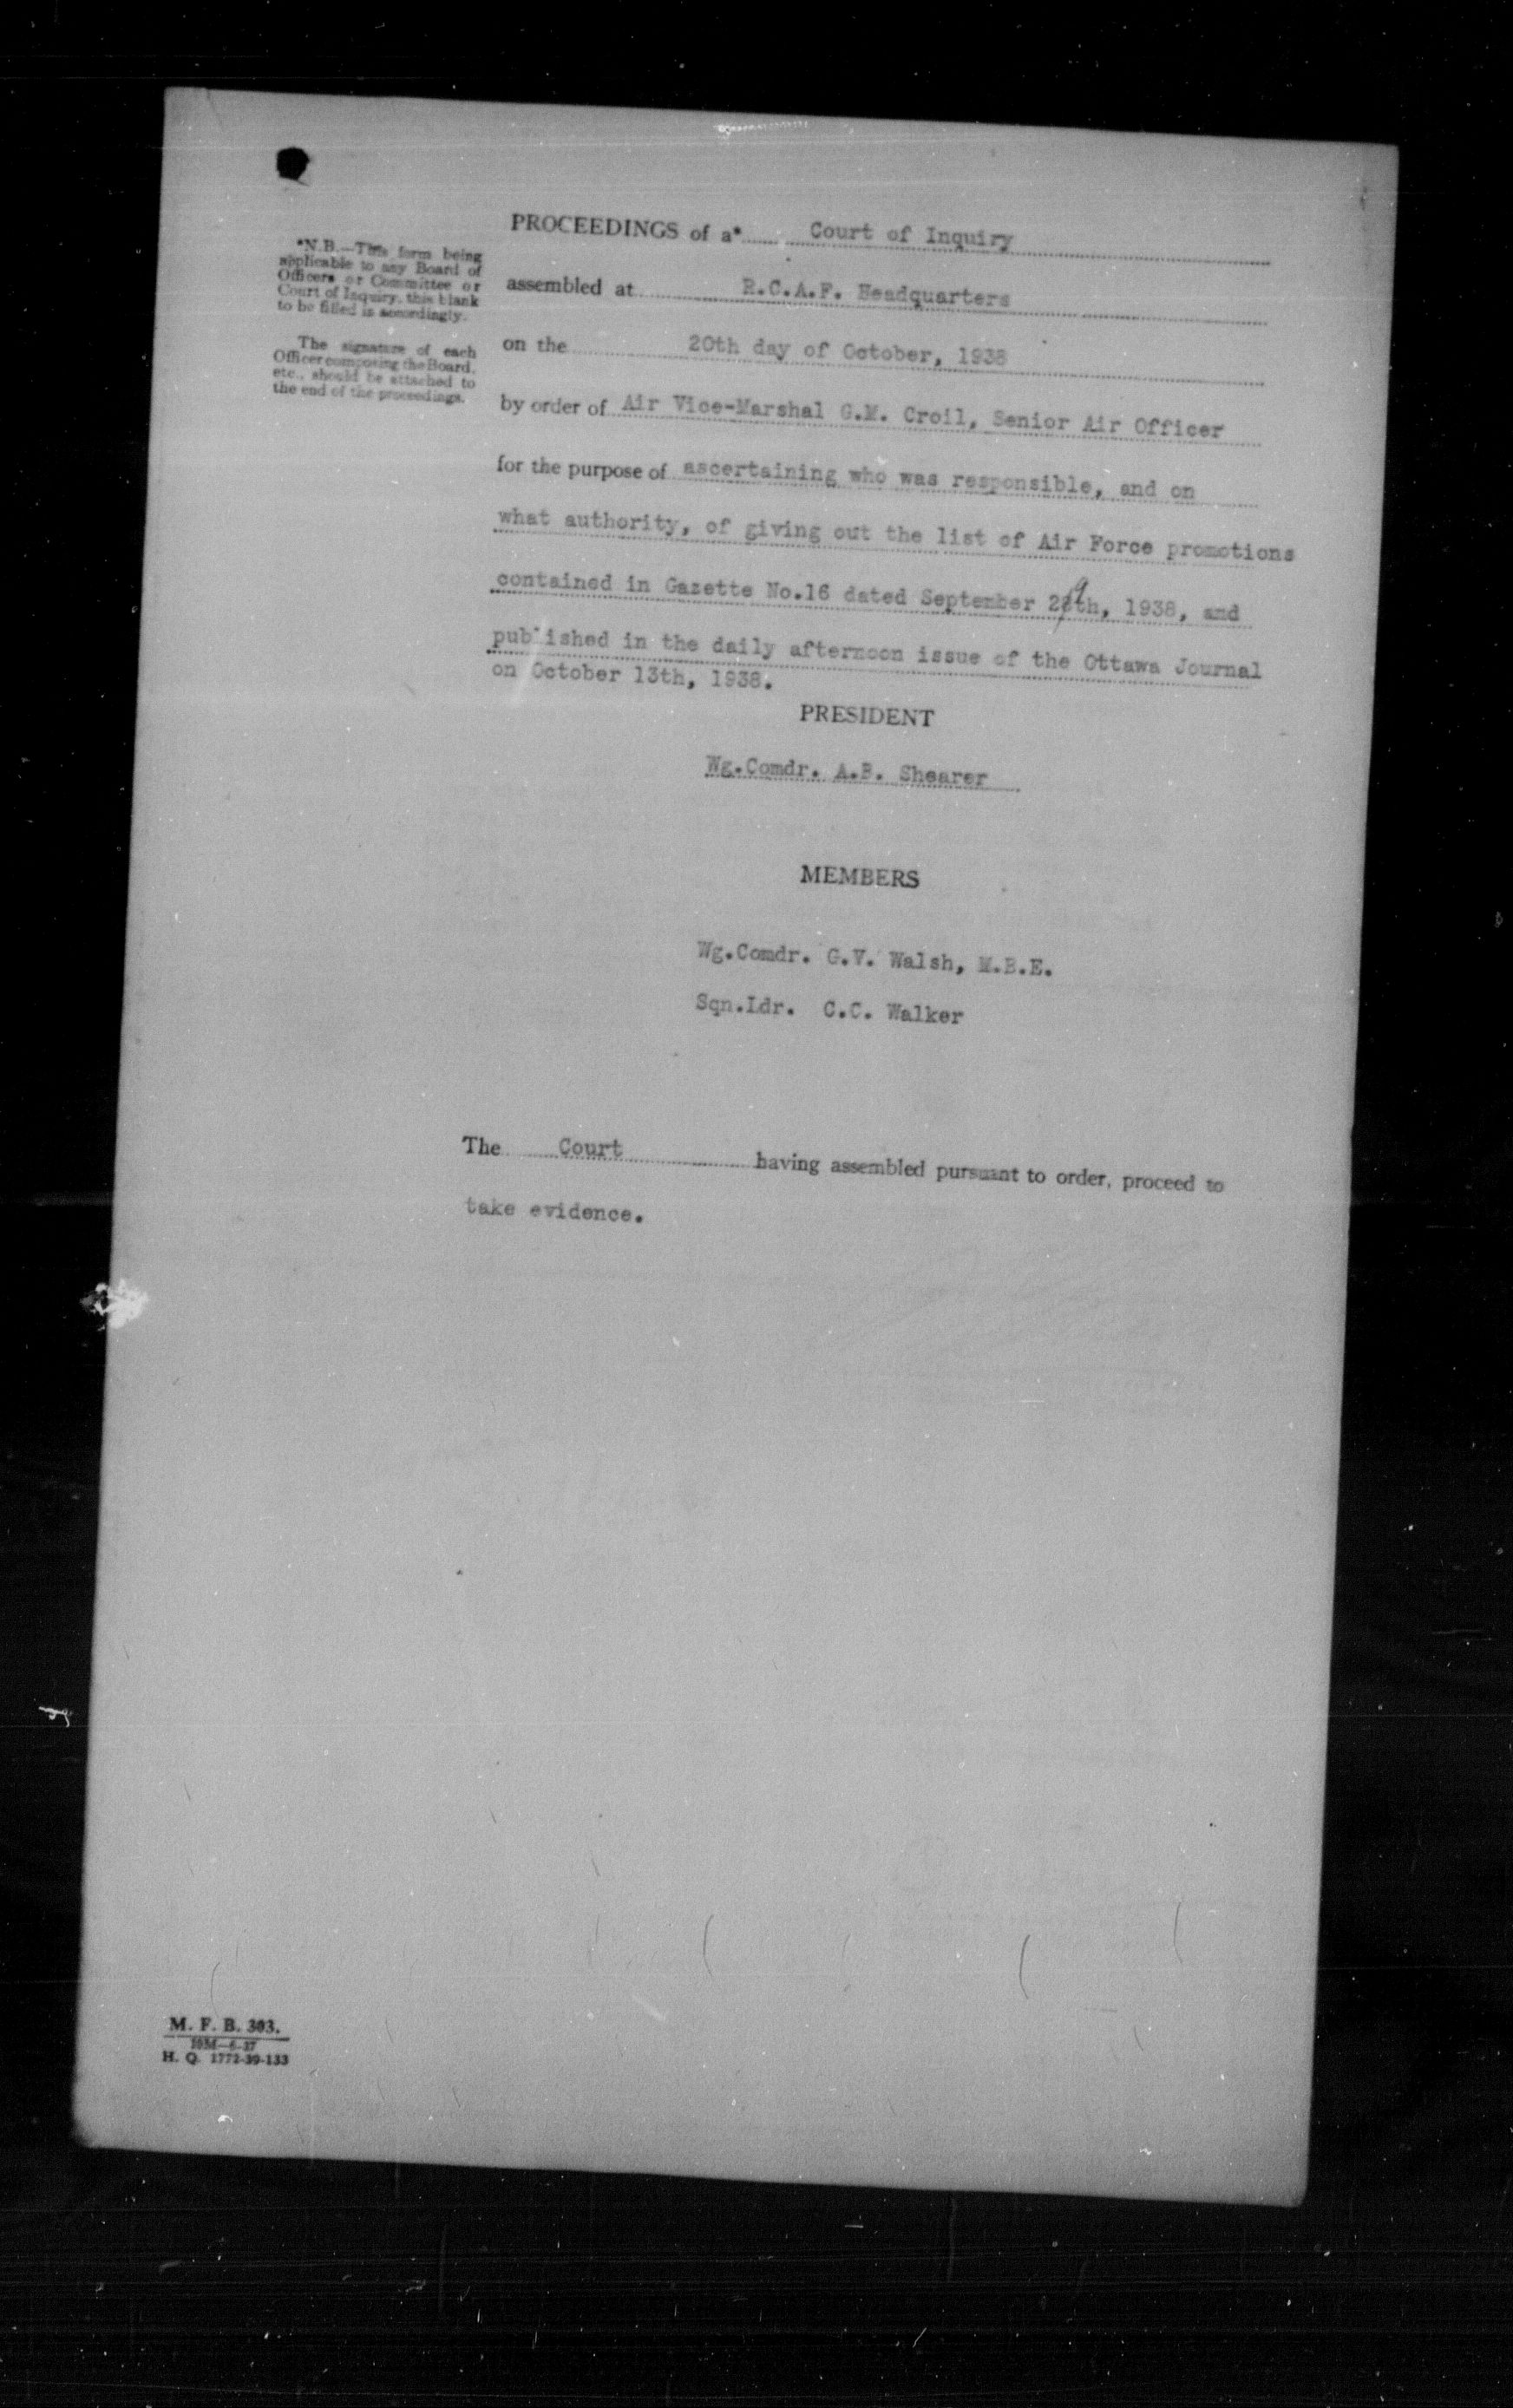 PROCEEDINGS of a* Court of Inquiry
*N.B.—This form being
applicable to any Board of
Officers or Committee or
Court of Inquiry, this blank
to be filled in accordingly.
The signature of each
Officer composing the Board,
etc., should be attached to
the end of the proceedings.
assembled at R.C.A.F. Headquarters
on the 20th day of October, 1938
by order of Air Vice-Marshal G.M. Croil, Senior Air Officer
for the purpose of ascertaining who was responsible, and on
what authority, of giving out the list of Air Force promotions
contained in Gazette No.16 dated September 29th, 1938, and
published in the daily afternoon issue of the Ottawa Journal
on October 13th, 1938.
PRESIDENT
Wg.Comdr. A.B. Shearer
MEMBERS
Wg.Comdr. G.V. Walsh, M.B.E.
Sqn.Ldr. C.C. Walker
The Court having assembled pursuant to order, proceed to
take evidence.
M. F. B. 303.
H. Q. 1772-39-133